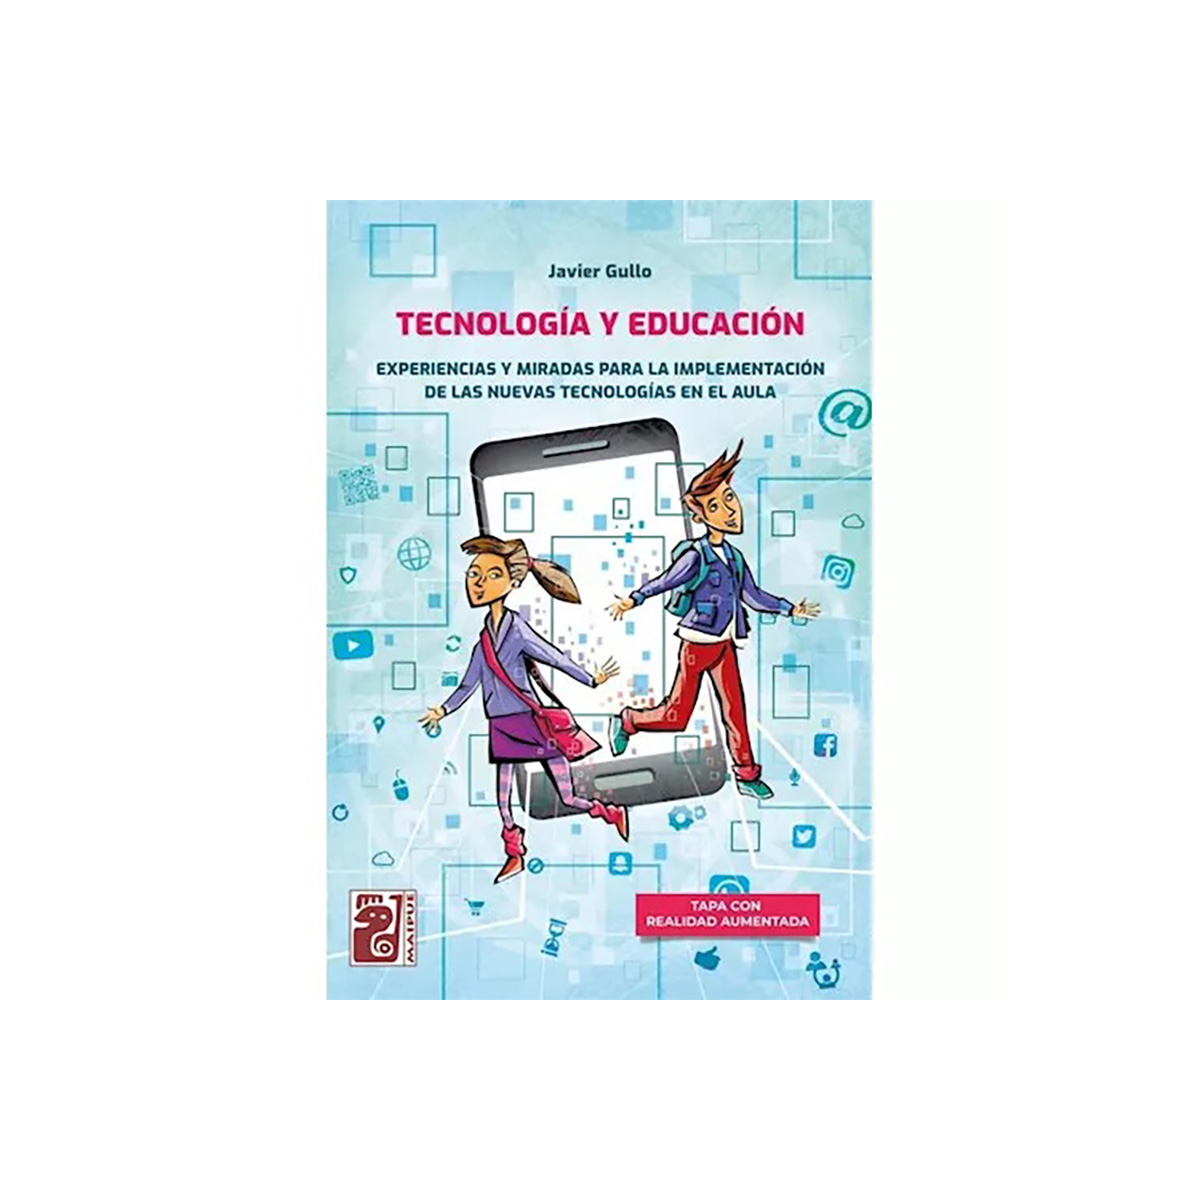 Javier Gullo
TECNOLOGÍA Y EDUCACIÓN
EXPERIENCIAS Y MIRADAS PARA LA IMPLEMENTACIÓN
DE LAS NUEVAS TECNOLOGÍAS EN EL AULA
@
TAPA CON
REALIDAD AUMENTADA
MAIPUE